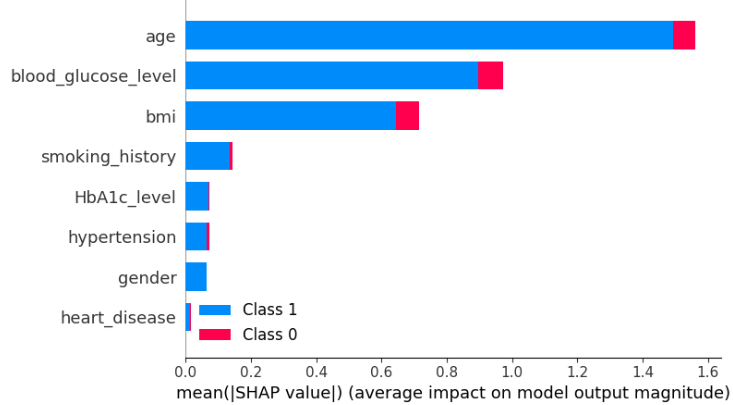 age
blood_glucose_level
bmi
smoking_history
HbA1c_level
hypertension
gender
heart_disease
Class 1
Class 0
0.0 0.2 0.4 0.6 0.8 1.0 1.2 1.4 1.6
mean(|SHAP value|) (average impact on model output magnitude)